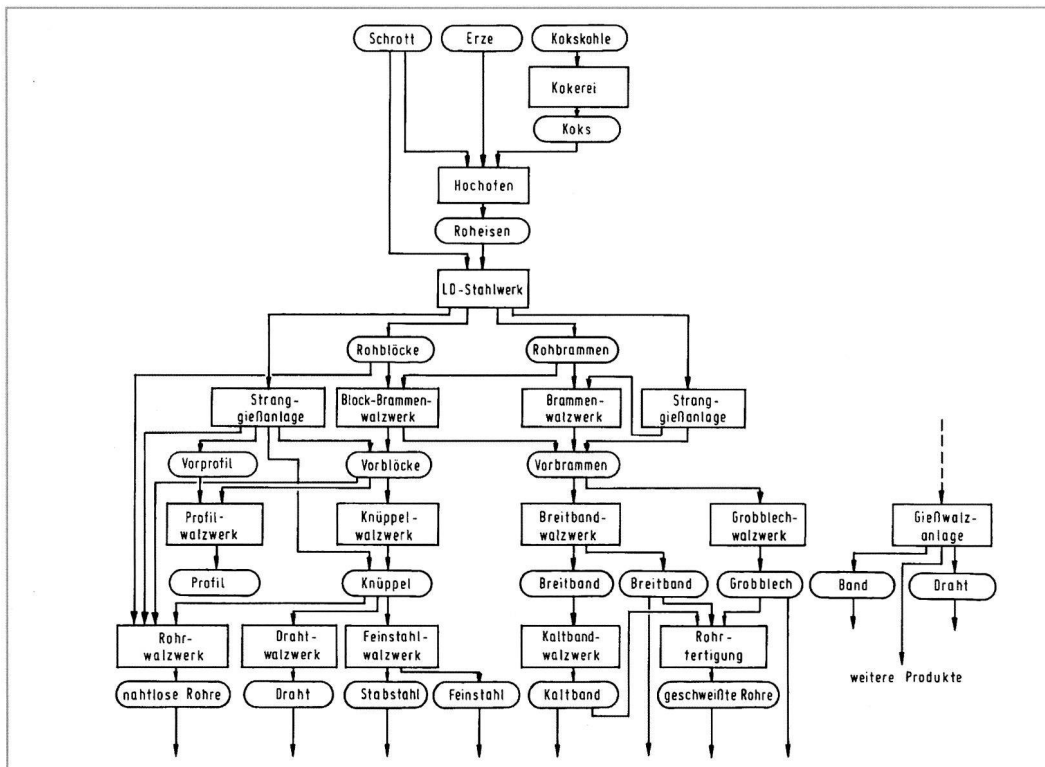 Schrott
Erze
Kokskohle
Kokerei
Koks
Hochofen
Roheisen
LD-Stahlwerk
Rohblöcke
Rohbrammen
Strang-
gießanlage
Block-Brammen-
walzwerk
Brammen-
walzwerk
Strang-
gießanlage
Vorprofil
Vorblöcke
Vorbrammen
Profil-
walzwerk
Knüppel-
walzwerk
Breitband-
walzwerk
Grobblech-
walzwerk
Gießwalz-
anlage
Profil
Knüppel
Breitband
Breitband
Grobblech
Band
Draht
Rohr-
walzwerk
Draht-
walzwerk
Feinstahl-
walzwerk
Kaltband-
walzwerk
Rohr-
fertigung
weitere Produkte
nahtlose Rohre
Draht
Stabstahl
Feinstahl
Kaltband
geschweißte Rohre